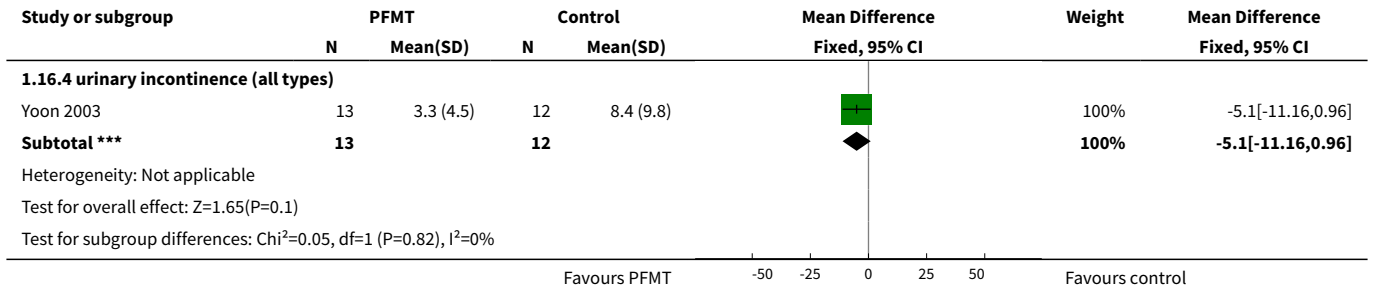 Study or subgroup PFMT Control Mean Difference Weight Mean Difference
N Mean(SD) N Mean(SD) Fixed, 95% CI Fixed, 95% CI
1.16.4 urinary incontinence (all types)
Yoon 2003 13 3.3 (4.5) 12 8.4 (9.8) 100% -5.1[-11.16,0.96]
Subtotal *** 13 12 100% -5.1[-11.16,0.96]
Heterogeneity: Not applicable
Test for overall effect: Z=1.65(P=0.1)
Test for subgroup differences: Chi²=0.05, df=1 (P=0.82), I²=0%
Favours PFMT -50 -25 0 25 50 Favours control